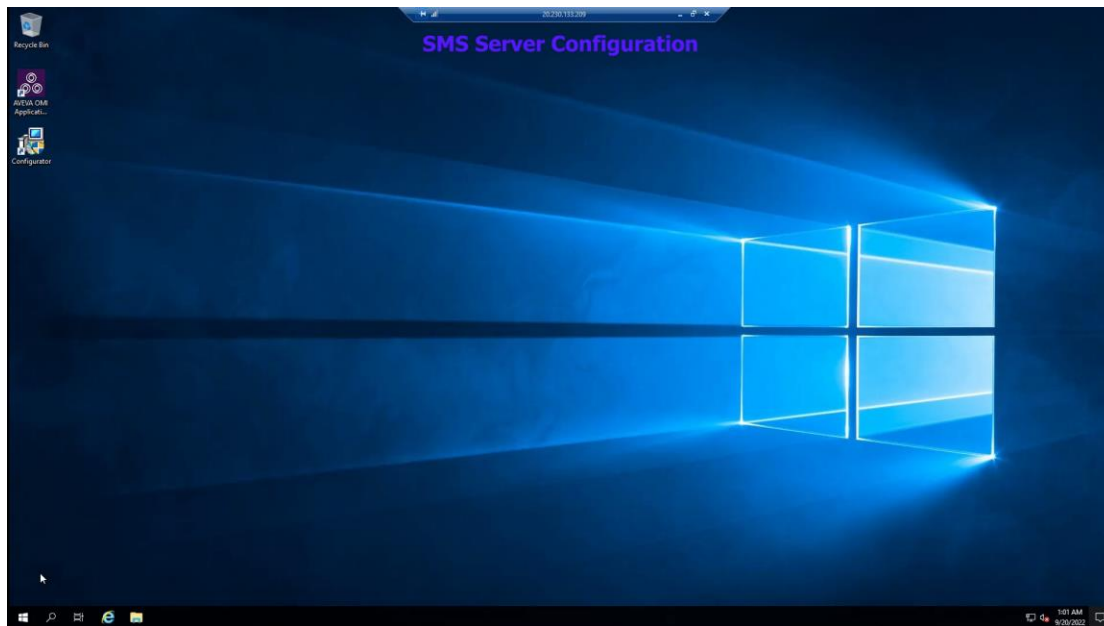 20.230.133.209
SMS Server Configuration
Recycle Bin
AVEVA OMI
Applicati...
Configurator
1:01 AM
9/20/2022